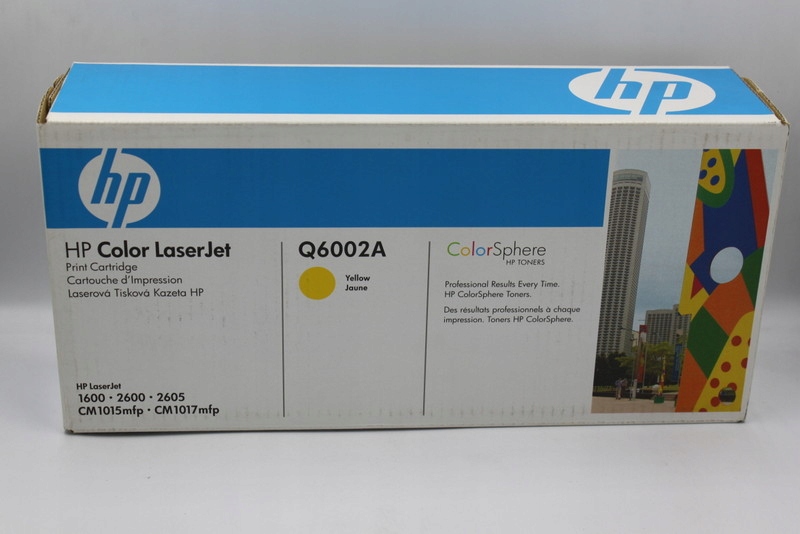 hp
hp
HP Color LaserJet
Print Cartridge
Cartouche d'Impression
Laserová Tisková Kazeta HP
HP LaserJet
1600 • 2600 • 2605
CM1015mfp • CM1017mfp
Q6002A
Yellow
Jaune
ColorSphere
HP TONERS
Professional Results Every Time.
HP ColorSphere Toners.
Des résultats professionnels à chaque
impression. Toners HP ColorSphere.